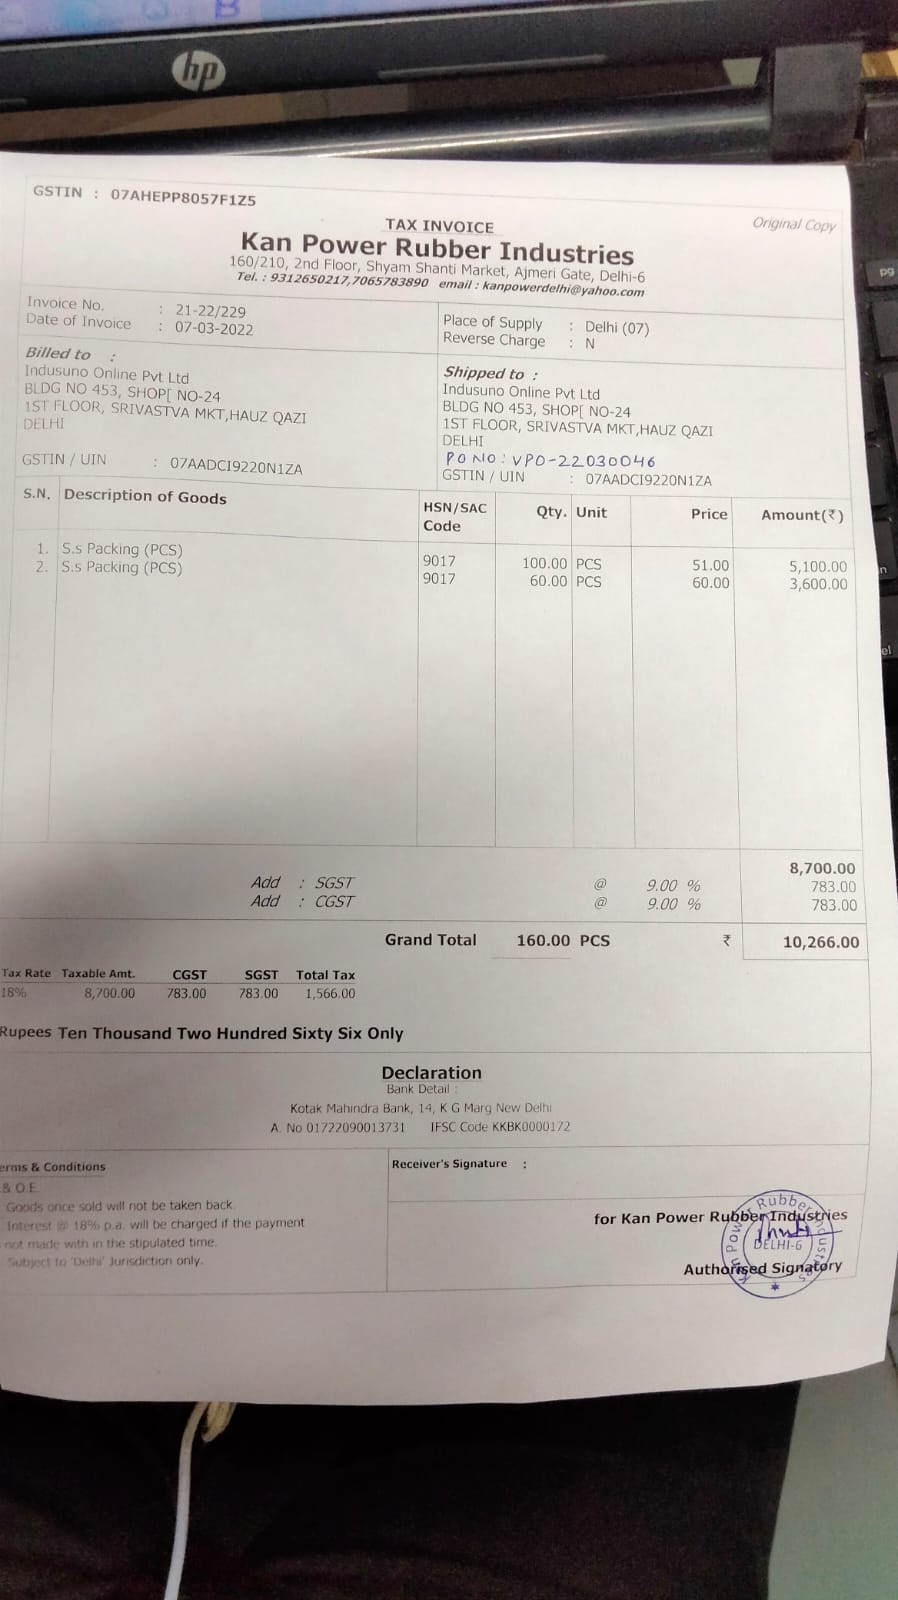 hp
GSTIN : 07AHEPP8057F1Z5
Original Copy
TAX INVOICE
Kan Power Rubber Industries
160/210, 2nd Floor, Shyam Shanti Market, Ajmeri Gate, Delhi-6
Tel. : 9312650217,7065783890 email : kanpowerdelhi@yahoo.com
Invoice No. : 21-22/229
Date of Invoice : 07-03-2022
Place of Supply : Delhi (07)
Reverse Charge : N
Billed to :
Indusuno Online Pvt Ltd
BLDG NO 453, SHOP[ NO-24
1ST FLOOR, SRIVASTVA MKT,HAUZ QAZI
DELHI
GSTIN / UIN : 07AADCI9220N1ZA
Shipped to :
Indusuno Online Pvt Ltd
BLDG NO 453, SHOP[ NO-24
1ST FLOOR, SRIVASTVA MKT,HAUZ QAZI
DELHI
PO NO : VPO-22030046
GSTIN / UIN : 07AADCI9220N1ZA
S.N. Description of Goods HSN/SAC Code Qty. Unit Price Amount(₹)
1. S.s Packing (PCS) 9017 100.00 PCS 51.00 5,100.00
2. S.s Packing (PCS) 9017 60.00 PCS 60.00 3,600.00
8,700.00
Add : SGST @ 9.00 % 783.00
Add : CGST @ 9.00 % 783.00
Grand Total 160.00 PCS ₹ 10,266.00
Tax Rate Taxable Amt. CGST SGST Total Tax
18% 8,700.00 783.00 783.00 1,566.00
Rupees Ten Thousand Two Hundred Sixty Six Only
Declaration
Bank Detail :
Kotak Mahindra Bank, 14, K G Marg New Delhi
A. No 01722090013731 IFSC Code KKBK0000172
erms & Conditions
& O.E.
Goods once sold will not be taken back.
Interest @ 18% p.a. will be charged if the payment
not made with in the stipulated time.
Subject to 'Delhi' Jurisdiction only.
Receiver's Signature :
for Kan Power Rubber Industries
Kan Power Rubber Industries
DELHI-6
Authorised Signatory
pg